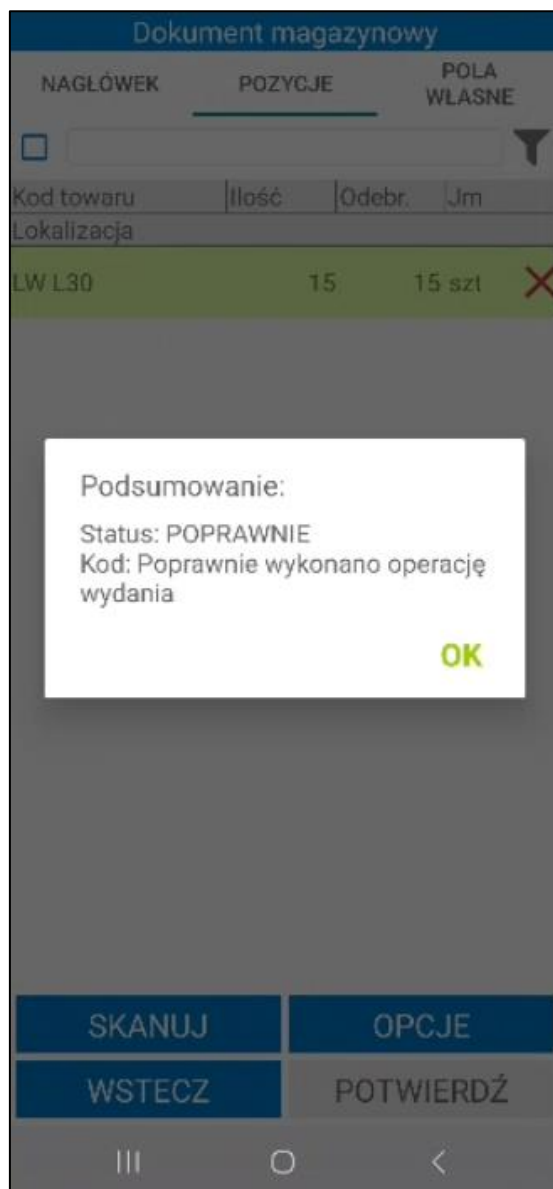 Dokument magazynowy
NAGŁÓWEK POZYCJE POLA WŁASNE
Kod towaru Ilość Odebr. Jm
Lokalizacja
LW L30 15 15 szt
Podsumowanie:
Status: POPRAWNIE
Kod: Poprawnie wykonano operację
wydania
OK
SKANUJ OPCJE
WSTECZ POTWIERDŹ